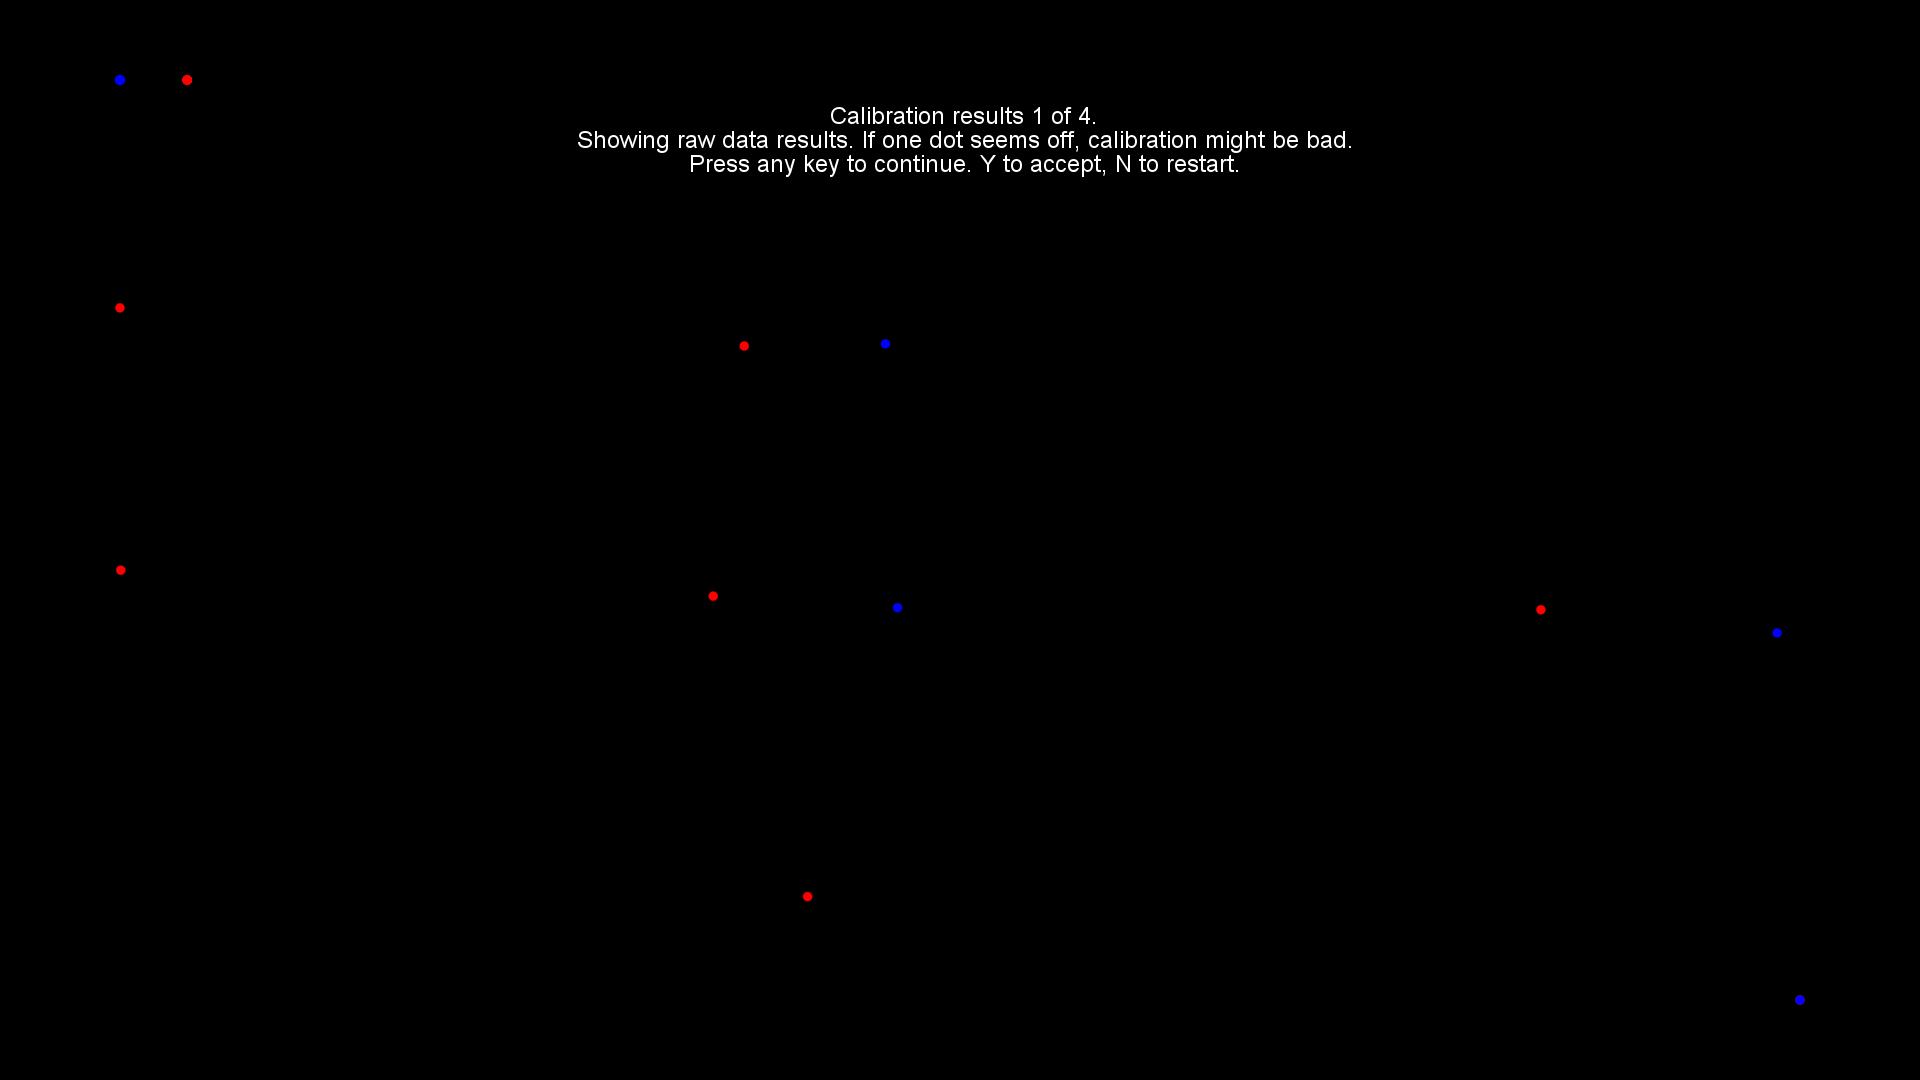 Calibration results 1 of 4.
Showing raw data results. If one dot seems off, calibration might be bad.
Press any key to continue. Y to accept, N to restart.